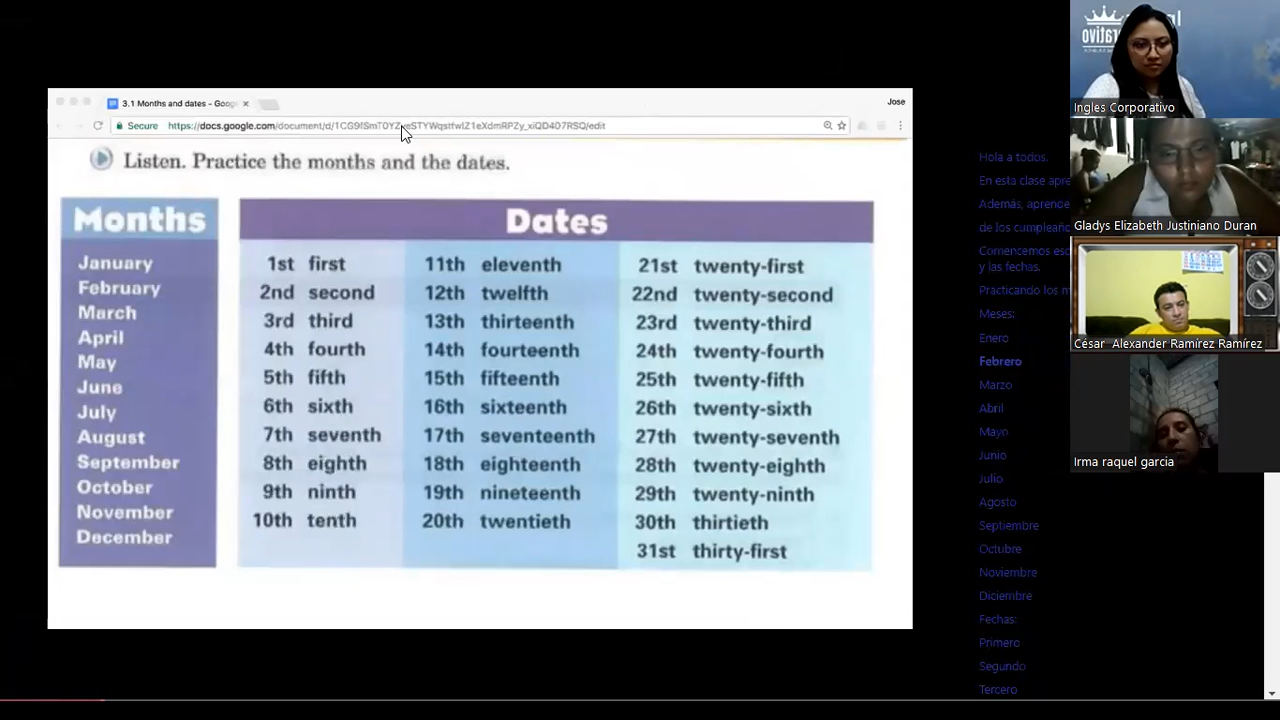 3.1 Months and dates - Goog
Jose
Secure
Listen. Practice the months and the dates.
Months
January
February
March
April
May
June
July
August
September
October
November
December
Dates
1st first
2nd second
3rd third
4th fourth
5th fifth
6th sixth
7th seventh
8th eighth
9th ninth
10th tenth
11th eleventh
12th twelfth
13th thirteenth
14th fourteenth
15th fifteenth
16th sixteenth
17th seventeenth
18th eighteenth
19th nineteenth
20th twentieth
21st twenty-first
22nd twenty-second
23rd twenty-third
24th twenty-fourth
25th twenty-fifth
26th twenty-sixth
27th twenty-seventh
28th twenty-eighth
29th twenty-ninth
30th thirtieth
31st thirty-first
Hola a todos.
En esta clase apre
Además, aprende
de los cumpleaño
Comencemos esc
y las fechas.
Practicando los m
Meses:
Enero
Febrero
Marzo
Abril
Mayo
Junio
Julio
Agosto
Septiembre
Octubre
Noviembre
Diciembre
Fechas:
Primero
Segundo
Tercero
Ingles Corporativo
Gladys Elizabeth Justiniano Duran
César Alexander Ramírez Ramírez
Irma raquel garcia